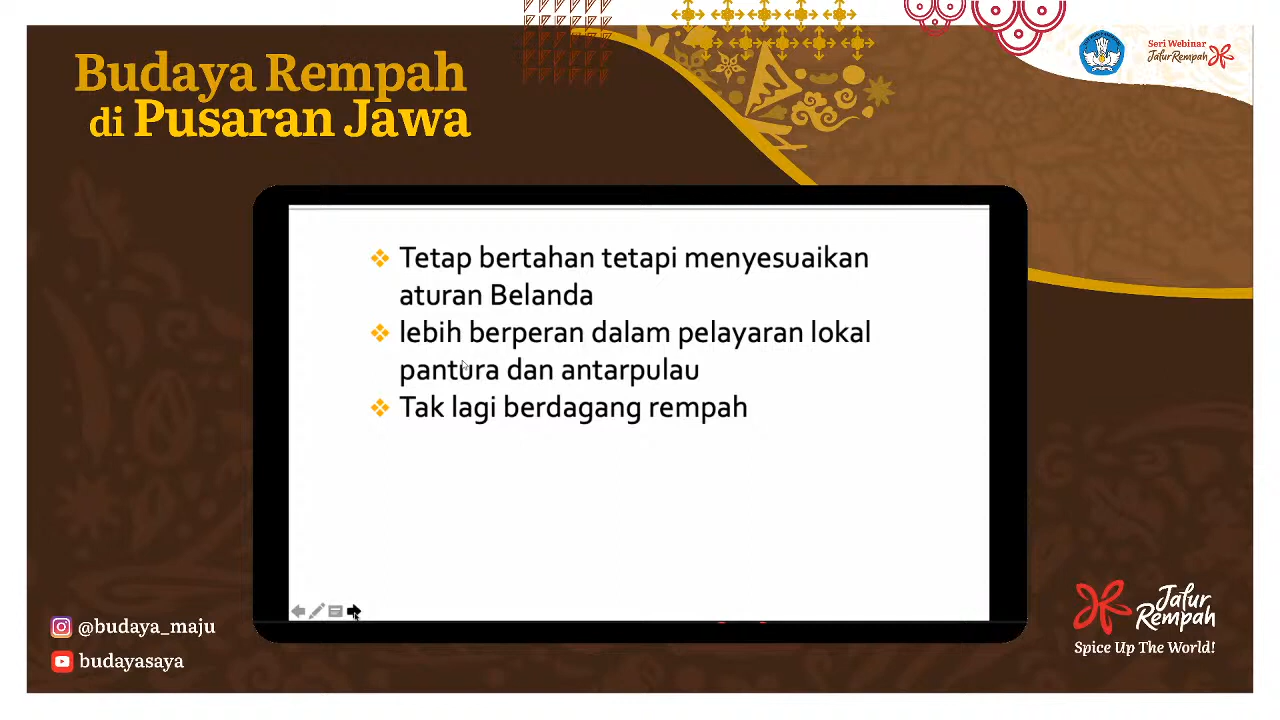 Budaya Rempah
di Pusaran Jawa
Seri Webinar
Jalur Rempah
Tetap bertahan tetapi menyesuaikan
aturan Belanda
lebih berperan dalam pelayaran lokal
pantura dan antarpulau
Tak lagi berdagang rempah
@budaya_maju
budayasaya
Jalur
Rempah
Spice Up The World!